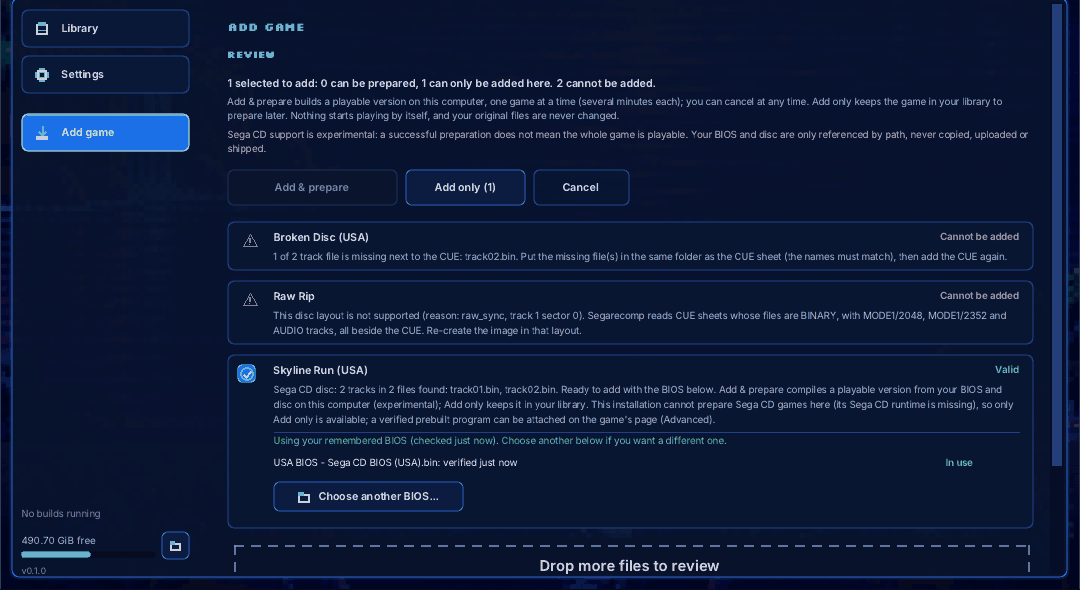 Library
Settings
Add game
No builds running
490.70 GiB free
v0.1.0
ADD GAME
REVIEW
1 selected to add: 0 can be prepared, 1 can only be added here. 2 cannot be added.
Add & prepare builds a playable version on this computer, one game at a time (several minutes each); you can cancel at any time. Add only keeps the game in your library to
prepare later. Nothing starts playing by itself, and your original files are never changed.
Sega CD support is experimental: a successful preparation does not mean the whole game is playable. Your BIOS and disc are only referenced by path, never copied, uploaded or
shipped.
Add & prepare
Add only (1)
Cancel
Broken Disc (USA)
Cannot be added
1 of 2 track file is missing next to the CUE: track02.bin. Put the missing file(s) in the same folder as the CUE sheet (the names must match), then add the CUE again.
Raw Rip
Cannot be added
This disc layout is not supported (reason: raw_sync, track 1 sector 0). Segarecomp reads CUE sheets whose files are BINARY, with MODE1/2048, MODE1/2352 and
AUDIO tracks, all beside the CUE. Re-create the image in that layout.
Skyline Run (USA)
Valid
Sega CD disc: 2 tracks in 2 files found: track01.bin, track02.bin. Ready to add with the BIOS below. Add & prepare compiles a playable version from your BIOS and
disc on this computer (experimental); Add only keeps it in your library. This installation cannot prepare Sega CD games here (its Sega CD runtime is missing), so only
Add only is available; a verified prebuilt program can be attached on the game's page (Advanced).
Using your remembered BIOS (checked just now). Choose another below if you want a different one.
USA BIOS - Sega CD BIOS (USA).bin: verified just now
In use
Choose another BIOS...
Drop more files to review